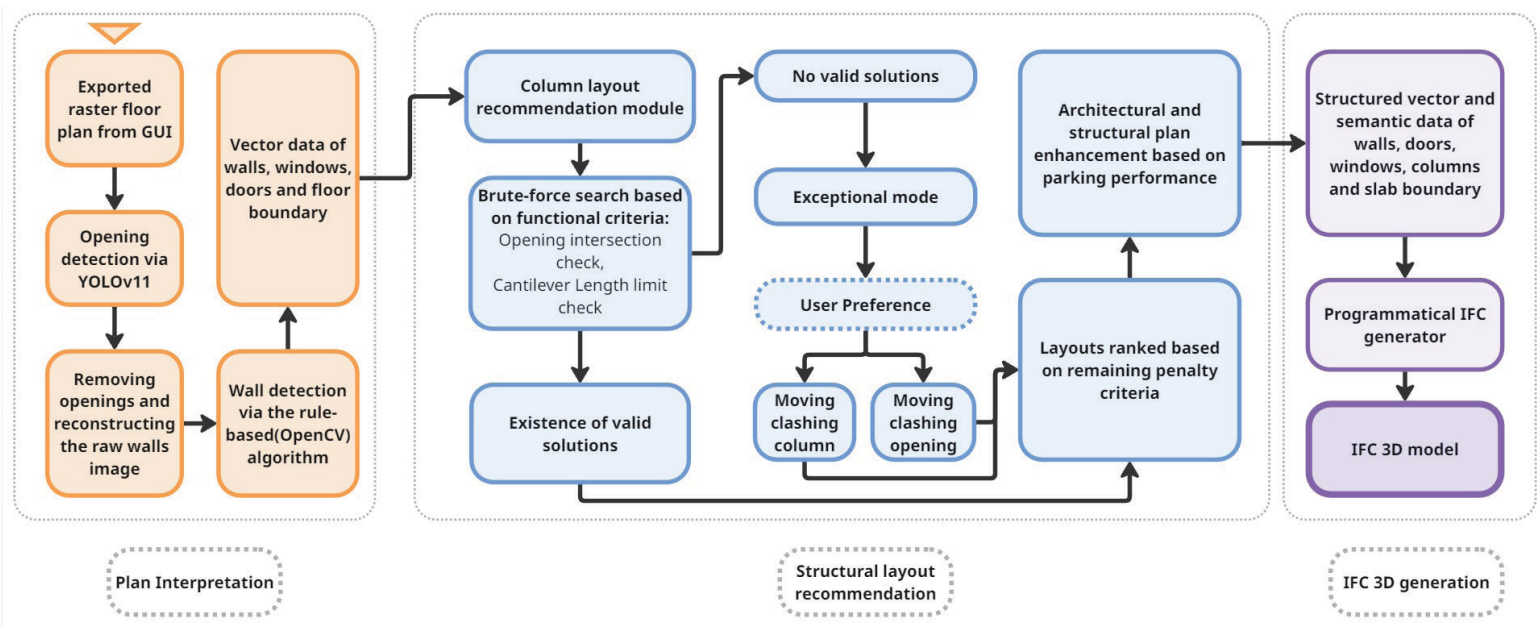 Exported
raster floor
plan from GUI
Opening
detection via
YOLOv11
Removing
openings and
reconstructing
the raw walls
image
Wall detection
via the rule-
based(OpenCV)
algorithm
Vector data of
walls, windows,
doors and floor
boundary
Plan Interpretation
Column layout
recommendation module
Brute-force search based
on functional criteria:
Opening intersection
check,
Cantilever Length limit
check
Existence of valid
solutions
No valid solutions
Exceptional mode
User Preference
Moving
clashing
column
Moving
clashing
opening
Layouts ranked based
on remaining penalty
criteria
Architectural and
structural plan
enhancement based on
parking performance
Structural layout
recommendation
Structured vector and
semantic data of
walls, doors,
windows, columns
and slab boundary
Programmatical IFC
generator
IFC 3D model
IFC 3D generation